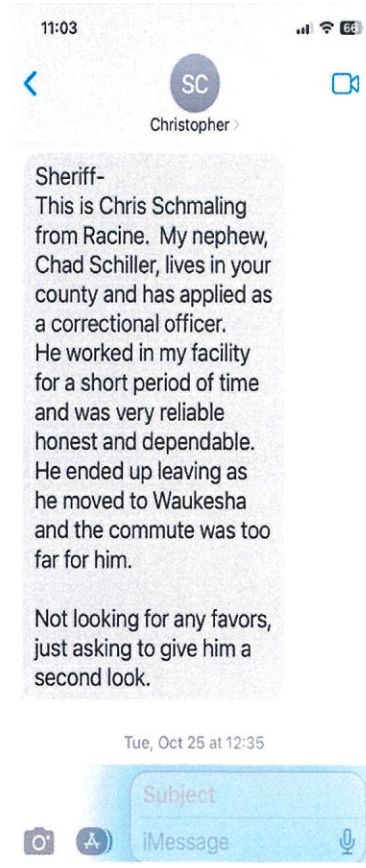 11:03
66
SC
Christopher
Sheriff-
This is Chris Schmaling
from Racine. My nephew,
Chad Schiller, lives in your
county and has applied as
a correctional officer.
He worked in my facility
for a short period of time
and was very reliable
honest and dependable.
He ended up leaving as
he moved to Waukesha
and the commute was too
far for him.
Not looking for any favors,
just asking to give him a
second look.
Tue, Oct 25 at 12:35
Subject
iMessage